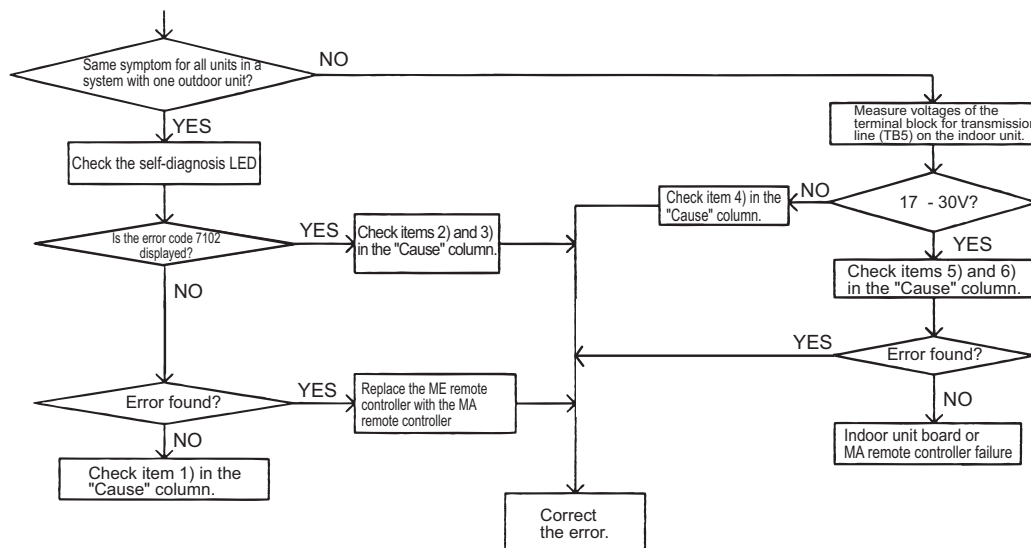 Same symptom for all units in a
system with one outdoor unit?
NO
YES
Check the self-diagnosis LED
Is the error code 7102
displayed?
YES
Check items 2) and 3)
in the "Cause" column.
NO
Error found?
YES
Replace the ME remote
controller with the MA
remote controller
NO
Check item 1) in the
"Cause" column.
Measure voltages of the
terminal block for transmission
line (TB5) on the indoor unit.
17 - 30V?
NO
Check item 4) in the
"Cause" column.
YES
Check items 5) and 6)
in the "Cause" column.
Error found?
YES
NO
Indoor unit board or
MA remote controller failure
Correct
the error.